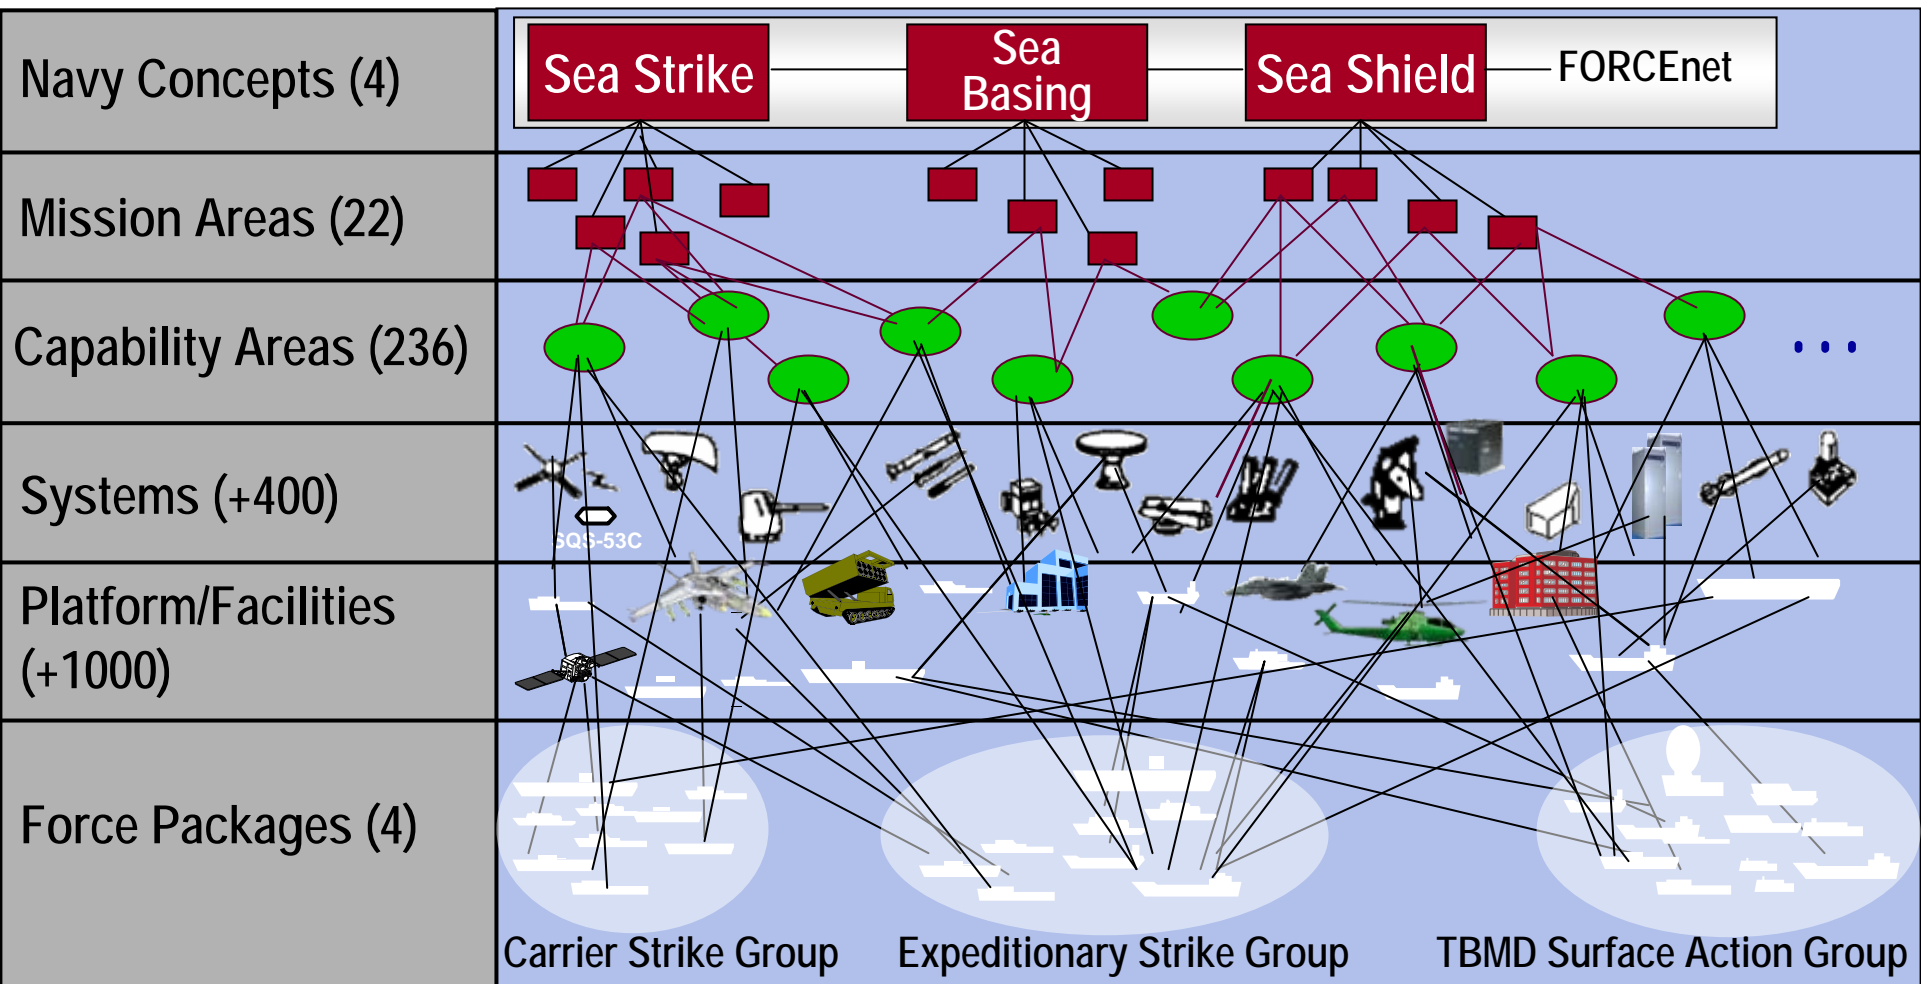 Navy Concepts (4)
Sea Strike
Sea
Basing
Sea Shield
FORCEnet
Mission Areas (22)
Capability Areas (236)
...
Systems (+400)
SQS-53C
Platform/Facilities
(+1000)
Force Packages (4)
Carrier Strike Group
Expeditionary Strike Group
TBMD Surface Action Group